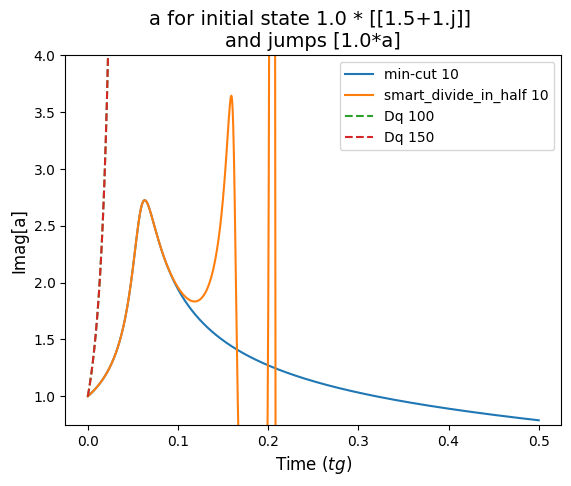 a for initial state 1.0 * [[1.5+1.j]]
and jumps [1.0*a]
min-cut 10
smart_divide_in_half 10
Dq 100
Dq 150
Imag[a]
4.0
3.5
3.0
2.5
2.0
1.5
1.0
0.0 0.1 0.2 0.3 0.4 0.5
Time (tg)